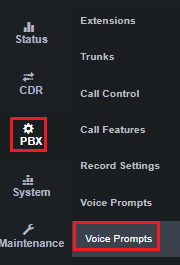 Status
CDR
PBX
System
Maintenance
Extensions
Trunks
Call Control
Call Features
Record Settings
Voice Prompts
Voice Prompts